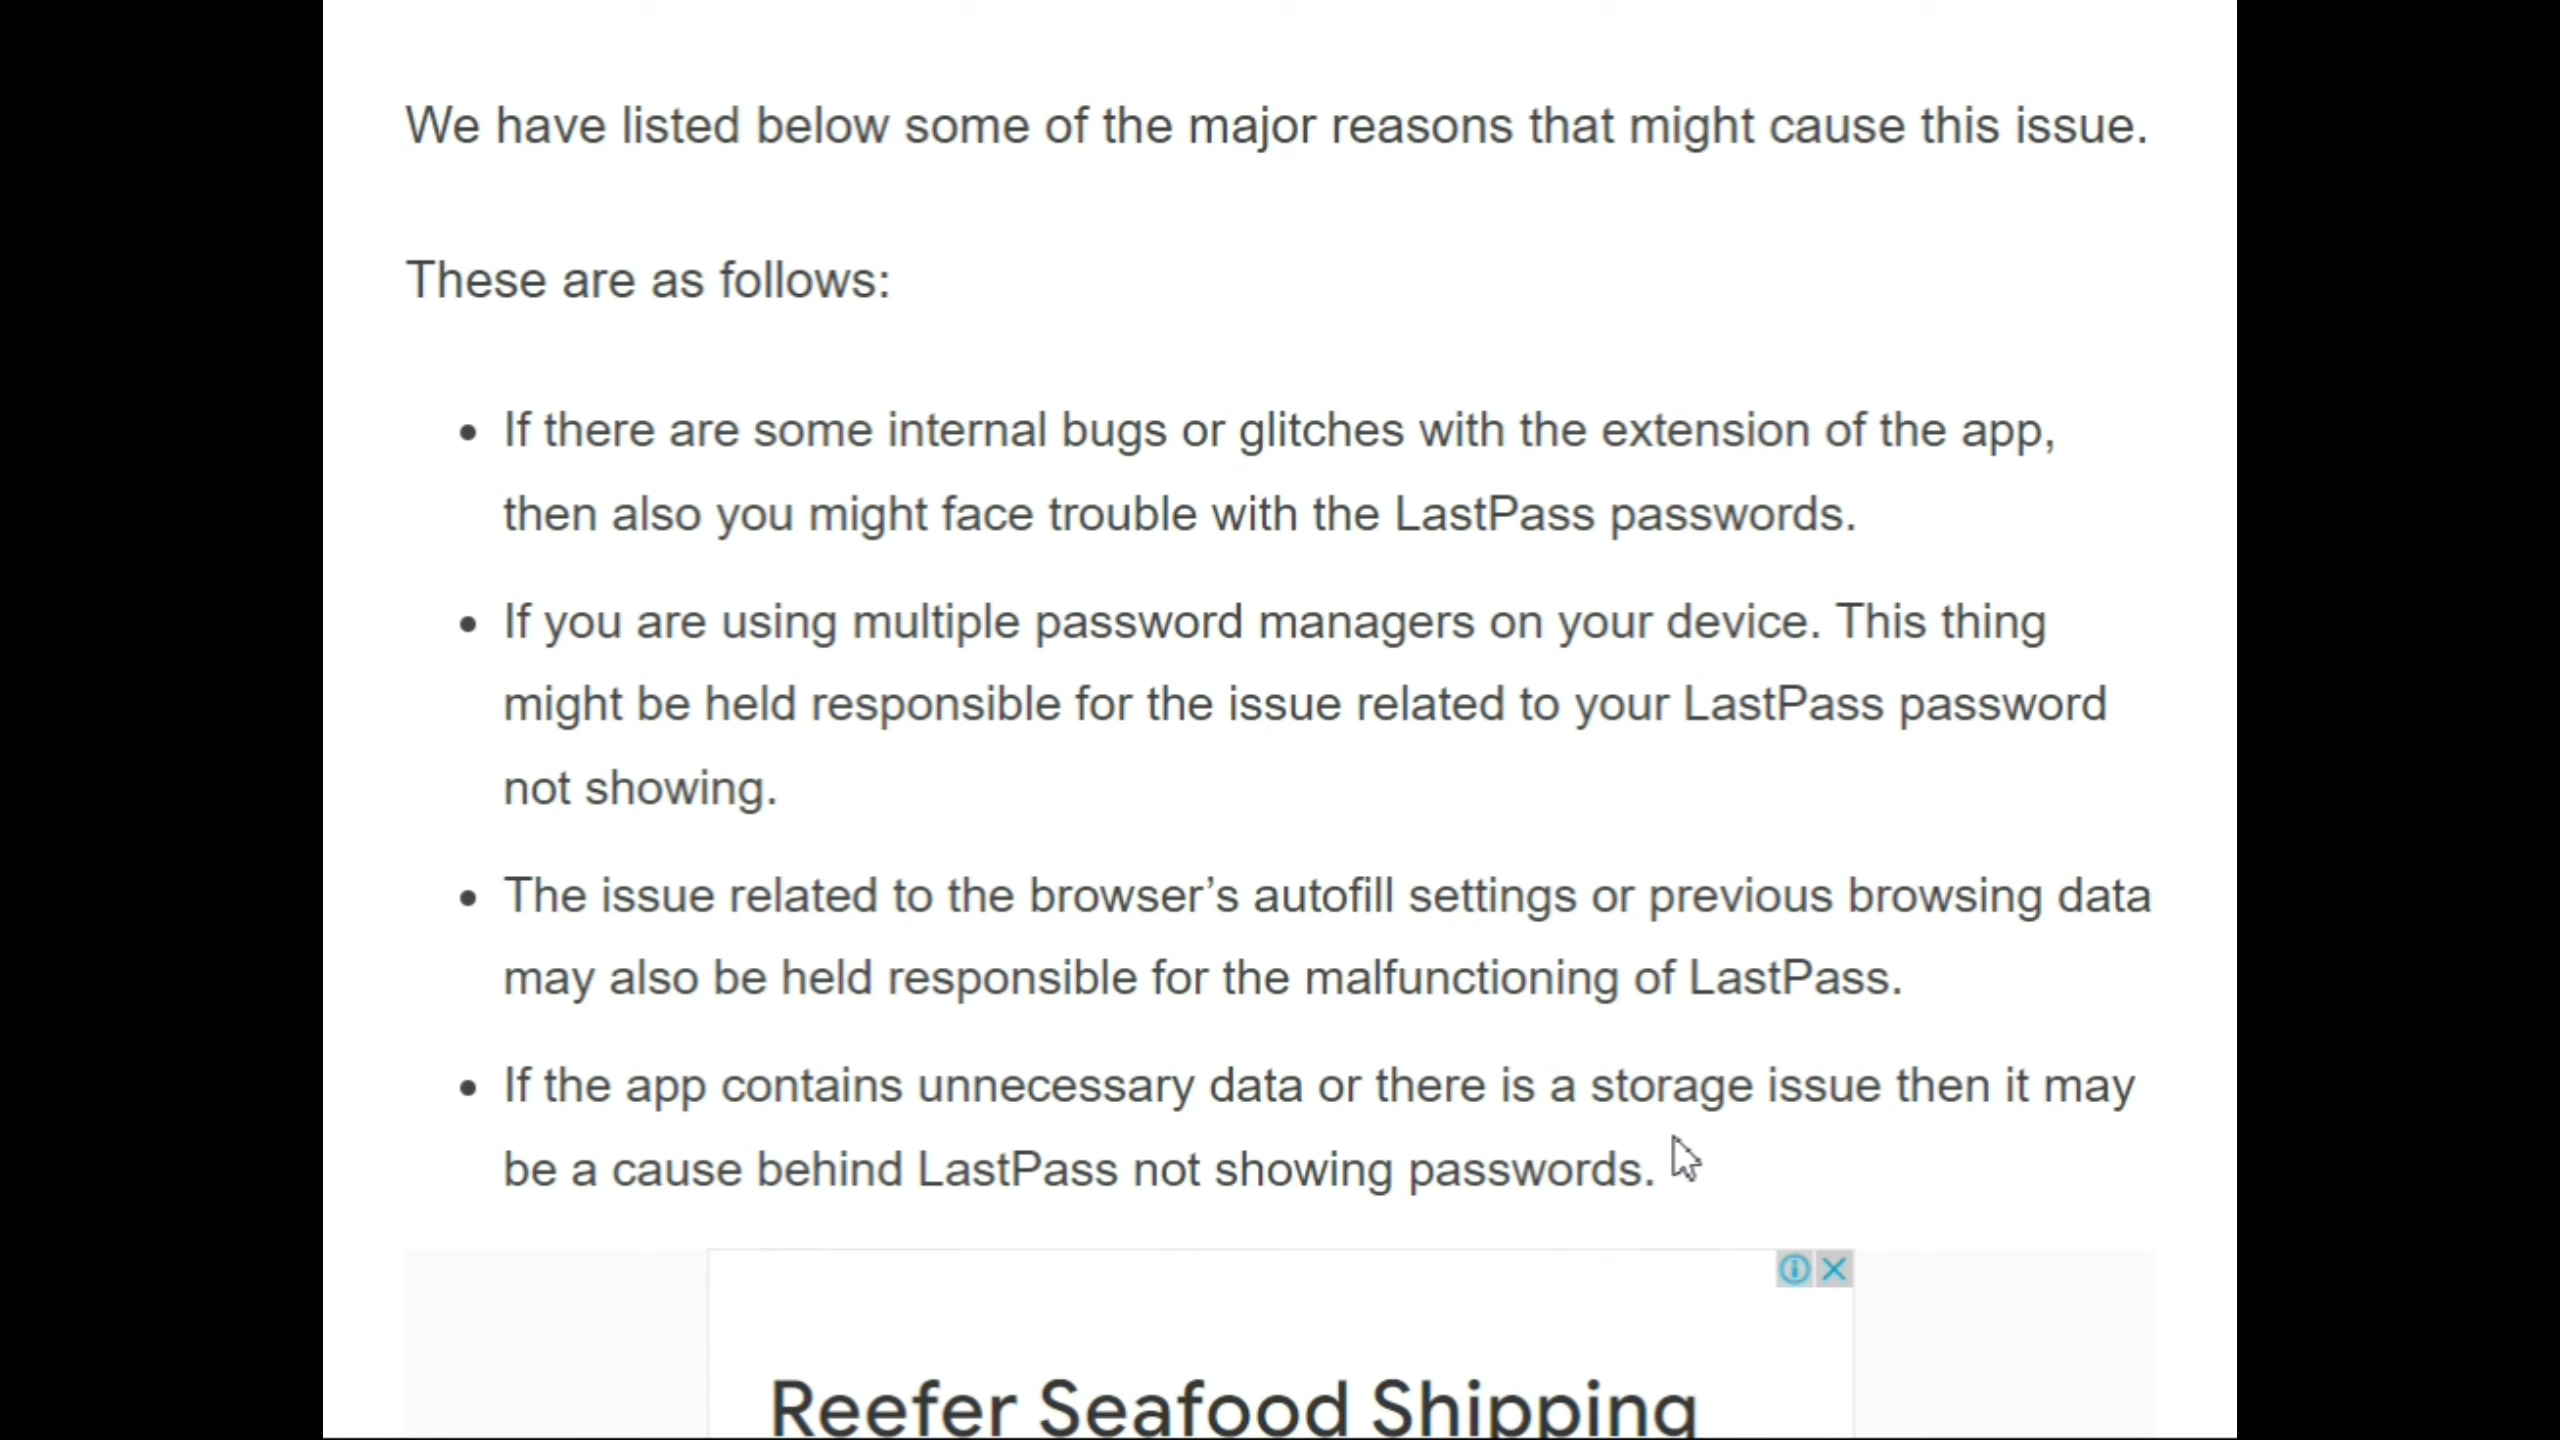 We have listed below some of the major reasons that might cause this issue.
These are as follows:
• If there are some internal bugs or glitches with the extension of the app,
then also you might face trouble with the LastPass passwords.
• If you are using multiple password managers on your device. This thing
might be held responsible for the issue related to your LastPass password
not showing.
• The issue related to the browser’s autofill settings or previous browsing data
may also be held responsible for the malfunctioning of LastPass.
• If the app contains unnecessary data or there is a storage issue then it may
be a cause behind LastPass not showing passwords.
Reefer Seafood Shipping